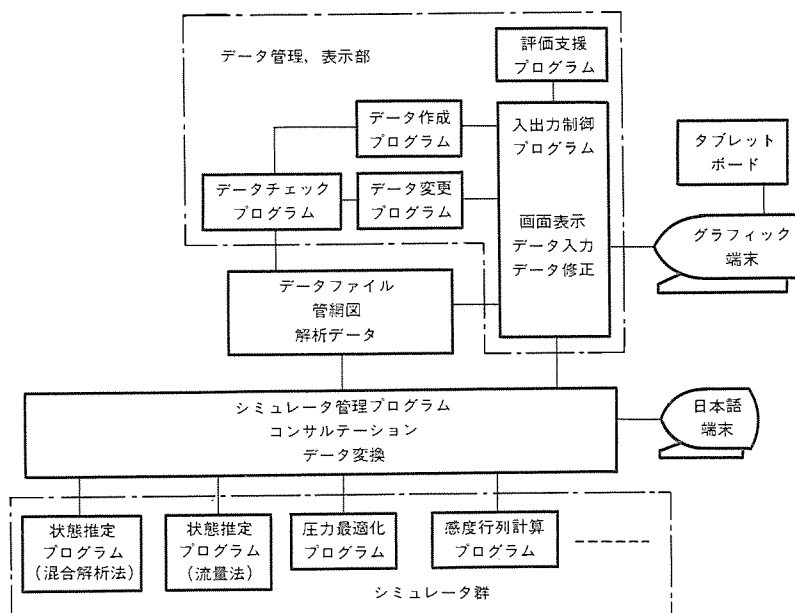 データ管理，表示部
評価支援
プログラム
データ作成
プログラム
入出力制御
プログラム
画面表示
データ入力
データ修正
タブレット
ボード
データチェック
プログラム
データ変更
プログラム
グラフィック
端末
データファイル
管網図
解析データ
シミュレータ管理プログラム
コンサルテーション
データ変換
日本語
端末
状態推定
プログラム
（混合解析法）
状態推定
プログラム
（流量法）
圧力最適化
プログラム
感度行列計算
プログラム
シミュレータ群